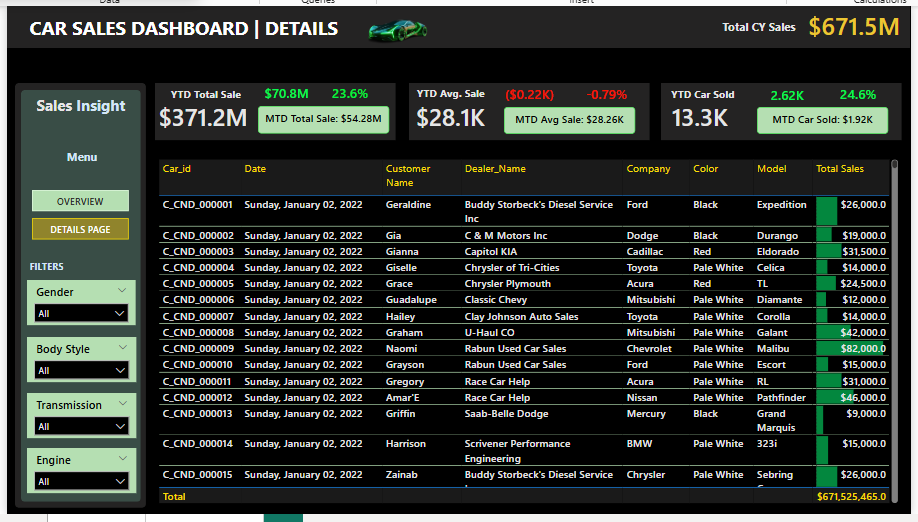 Data Queries Insert Calculations
CAR SALES DASHBOARD | DETAILS
Total CY Sales $671.5M
Sales Insight
Menu
OVERVIEW
DETAILS PAGE
FILTERS
Gender
All
Body Style
All
Transmission
All
Engine
All
YTD Total Sale $70.8M 23.6%
$371.2M MTD Total Sale: $54.28M
YTD Avg. Sale ($0.22K) -0.79%
$28.1K MTD Avg Sale: $28.26K
YTD Car Sold 2.62K 24.6%
13.3K MTD Car Sold: $1.92K
Car_id Date Customer Name Dealer_Name Company Color Model Total Sales
C_CND_000001 Sunday, January 02, 2022 Geraldine Buddy Storbeck's Diesel Service Inc Ford Black Expedition $26,000.0
C_CND_000002 Sunday, January 02, 2022 Gia C & M Motors Inc Dodge Black Durango $19,000.0
C_CND_000003 Sunday, January 02, 2022 Gianna Capitol KIA Cadillac Red Eldorado $31,500.0
C_CND_000004 Sunday, January 02, 2022 Giselle Chrysler of Tri-Cities Toyota Pale White Celica $14,000.0
C_CND_000005 Sunday, January 02, 2022 Grace Chrysler Plymouth Acura Red TL $24,500.0
C_CND_000006 Sunday, January 02, 2022 Guadalupe Classic Chevy Mitsubishi Pale White Diamante $12,000.0
C_CND_000007 Sunday, January 02, 2022 Hailey Clay Johnson Auto Sales Toyota Pale White Corolla $14,000.0
C_CND_000008 Sunday, January 02, 2022 Graham U-Haul CO Mitsubishi Pale White Galant $42,000.0
C_CND_000009 Sunday, January 02, 2022 Naomi Rabun Used Car Sales Chevrolet Pale White Malibu $82,000.0
C_CND_000010 Sunday, January 02, 2022 Grayson Rabun Used Car Sales Ford Pale White Escort $15,000.0
C_CND_000011 Sunday, January 02, 2022 Gregory Race Car Help Acura Pale White RL $31,000.0
C_CND_000012 Sunday, January 02, 2022 Amar'E Race Car Help Nissan Pale White Pathfinder $46,000.0
C_CND_000013 Sunday, January 02, 2022 Griffin Saab-Belle Dodge Mercury Black Grand Marquis $9,000.0
C_CND_000014 Sunday, January 02, 2022 Harrison Scrivener Performance Engineering BMW Pale White 323i $15,000.0
C_CND_000015 Sunday, January 02, 2022 Zainab Buddy Storbeck's Diesel Service Chrysler Pale White Sebring $26,000.0
Total $671,525,465.0